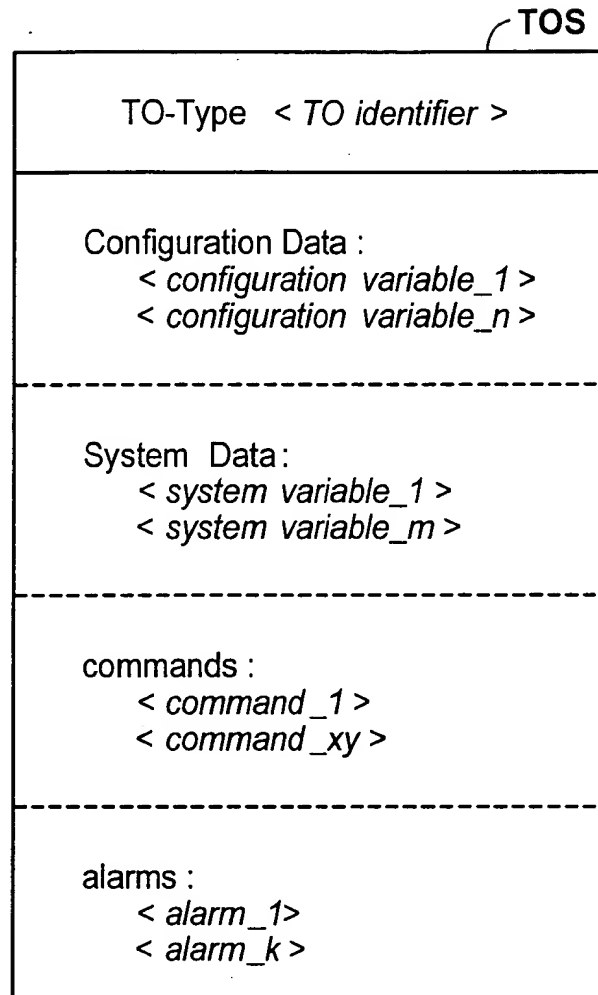 TOS
TO-Type < TO identifier >
Configuration Data :
< configuration variable_1 >
< configuration variable_n >
System Data:
< system variable_1 >
< system variable_m >
commands :
< command_1 >
< command_xy >
alarms :
< alarm_1>
< alarm_k >